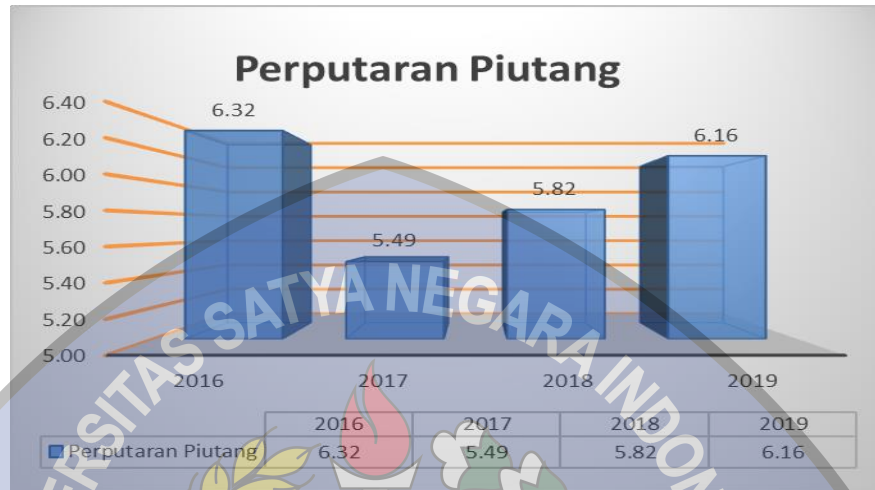 Perputaran Piutang
6.40
6.20
6.00
5.80
5.60
5.40
5.20
5.00
6.32
5.49
5.82
6.16
2016 2017 2018 2019
2016 2017 2018 2019
Perputaran Piutang 6.32 5.49 5.82 6.16
SATYA NEGARA